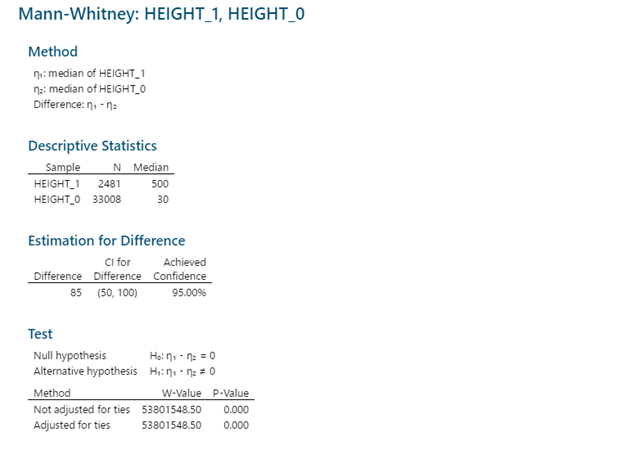 Mann-Whitney: HEIGHT_1, HEIGHT_0
Method
η₁: median of HEIGHT_1
η₂: median of HEIGHT_0
Difference: η₁ - η₂
Descriptive Statistics
Sample N Median
HEIGHT_1 2481 500
HEIGHT_0 33008 30
Estimation for Difference
CI for Achieved
Difference Difference Confidence
85 (50, 100) 95.00%
Test
Null hypothesis H₀: η₁ - η₂ = 0
Alternative hypothesis H₁: η₁ - η₂ ≠ 0
Method W-Value P-Value
Not adjusted for ties 53801548.50 0.000
Adjusted for ties 53801548.50 0.000